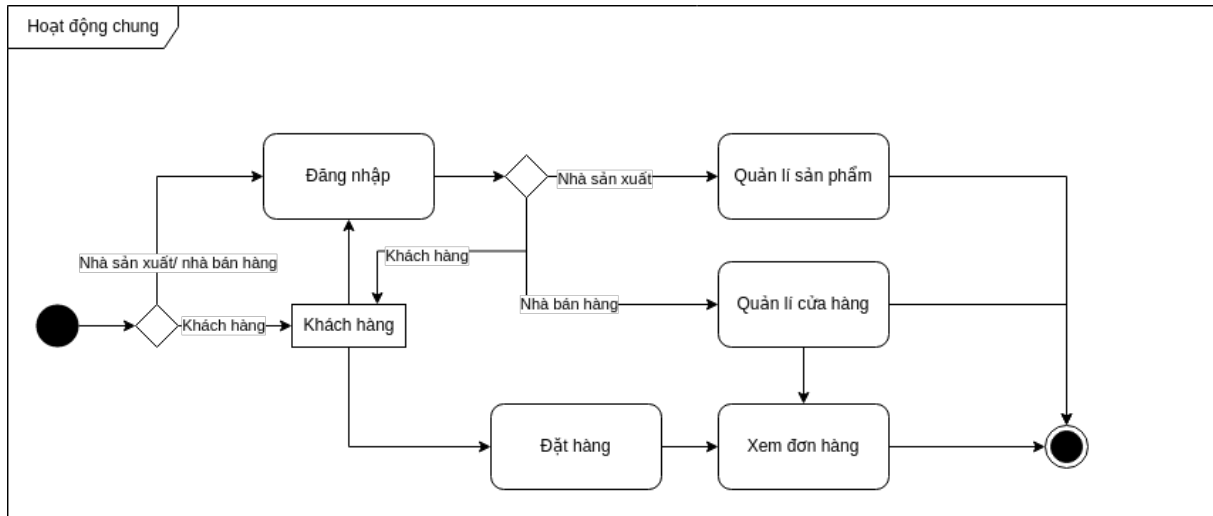 Hoạt động chung
Đăng nhập
Nhà sản xuất
Quản lí sản phẩm
Khách hàng
Nhà sản xuất/ nhà bán hàng
Nhà bán hàng
Quản lí cửa hàng
Khách hàng
Khách hàng
Đặt hàng
Xem đơn hàng